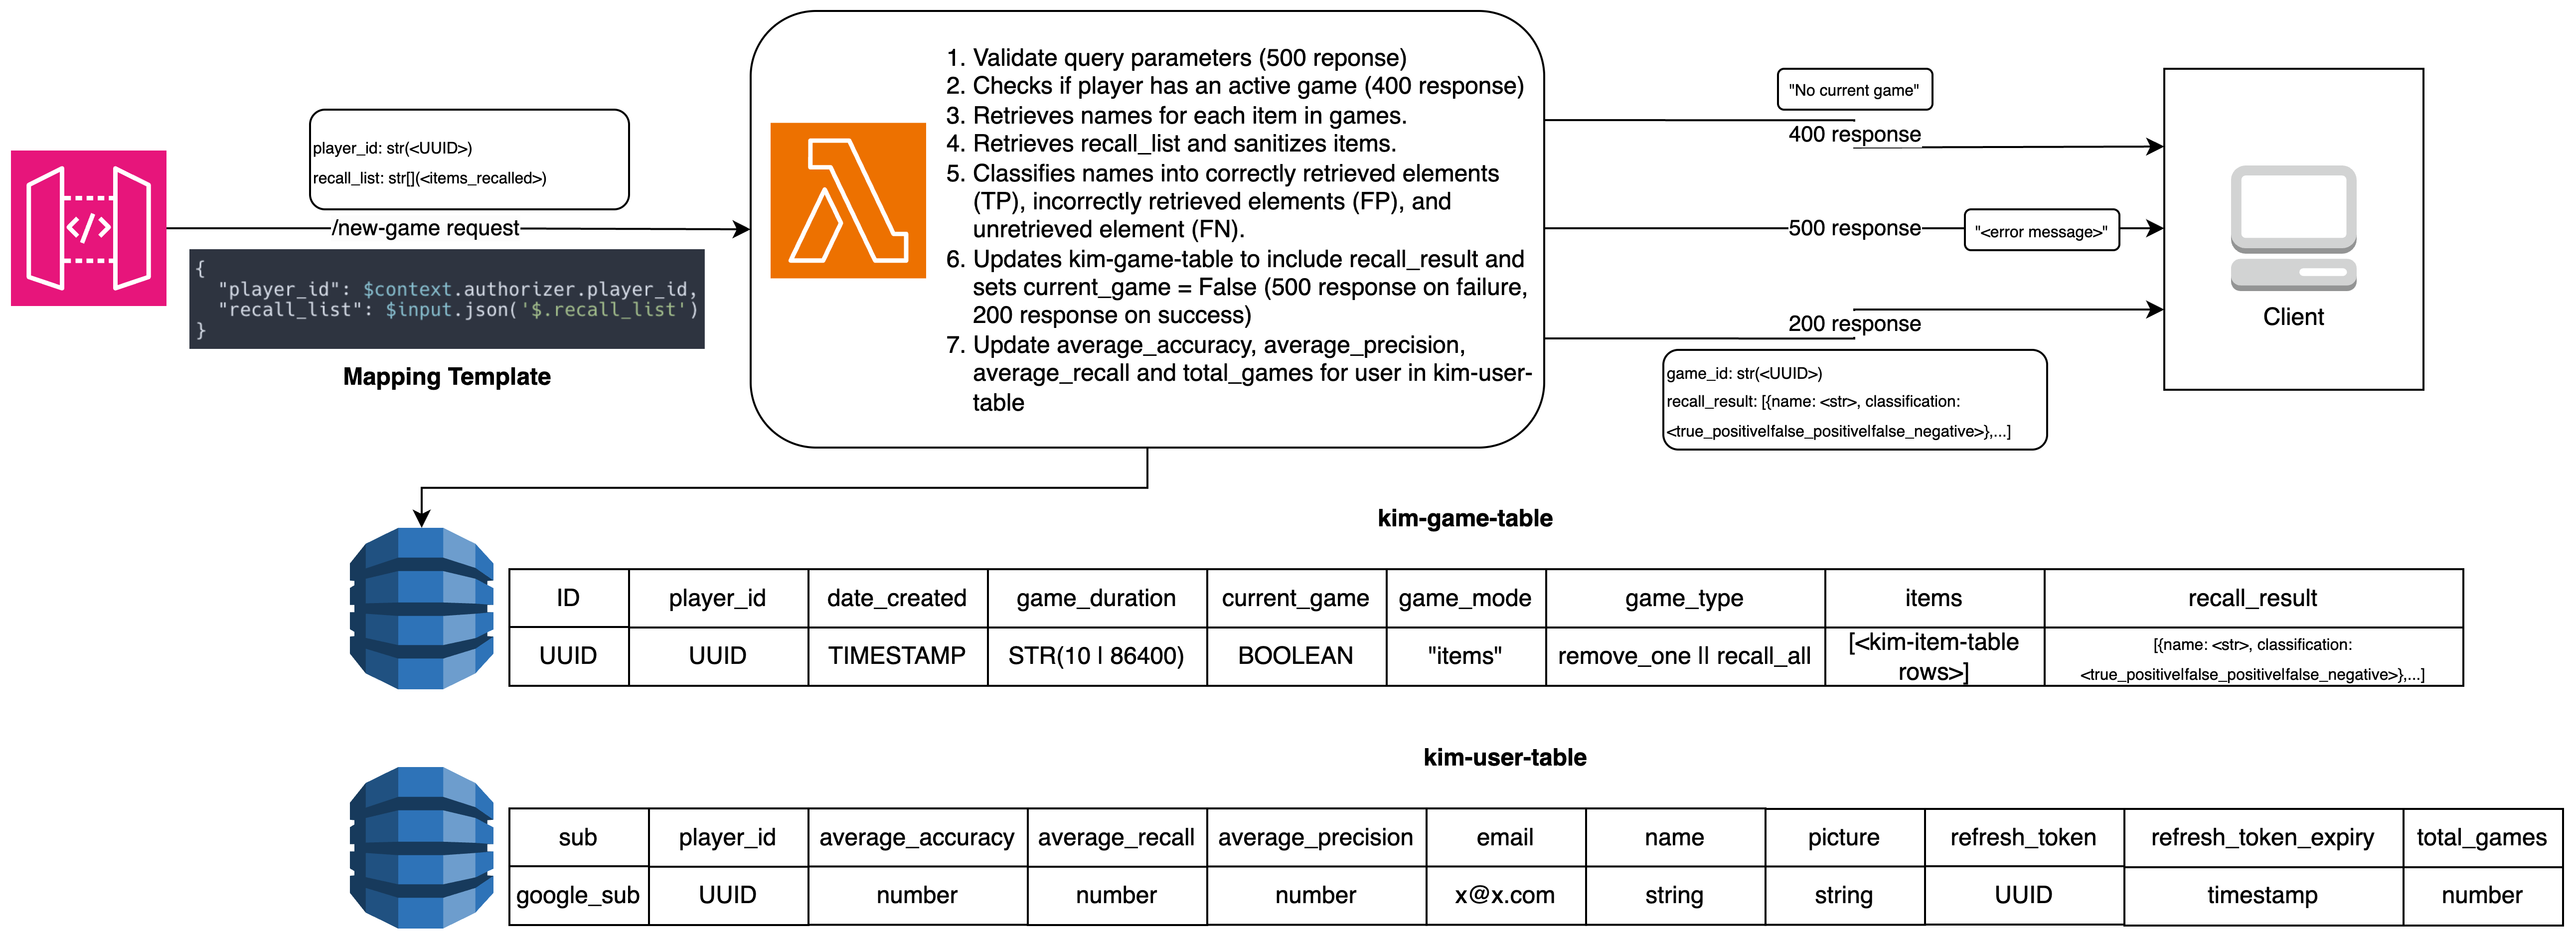 player_id: str(<UUID>)
recall_list: str[](<items_recalled>)
/new-game request
{
"player_id": $context.authorizer.player_id,
"recall_list": $input.json('$.recall_list')
}
Mapping Template
1. Validate query parameters (500 reponse)
2. Checks if player has an active game (400 response)
3. Retrieves names for each item in games.
4. Retrieves recall_list and sanitizes items.
5. Classifies names into correctly retrieved elements
(TP), incorrectly retrieved elements (FP), and
unretrieved element (FN).
6. Updates kim-game-table to include recall_result and
sets current_game = False (500 response on failure,
200 response on success)
7. Update average_accuracy, average_precision,
average_recall and total_games for user in kim-user-
table
"No current game"
400 response
500 response
"<error message>"
200 response
game_id: str(<UUID>)
recall_result: [{name: <str>, classification:
<true_positive|false_positive|false_negative>},...]
Client
kim-game-table
ID player_id date_created game_duration current_game game_mode game_type items recall_result
UUID UUID TIMESTAMP STR(10 | 86400) BOOLEAN "items" remove_one || recall_all [<kim-item-table
rows>] [{name: <str>, classification:
<true_positive|false_positive|false_negative>},...]
kim-user-table
sub player_id average_accuracy average_recall average_precision email name picture refresh_token refresh_token_expiry total_games
google_sub UUID number number number x@x.com string string UUID timestamp number